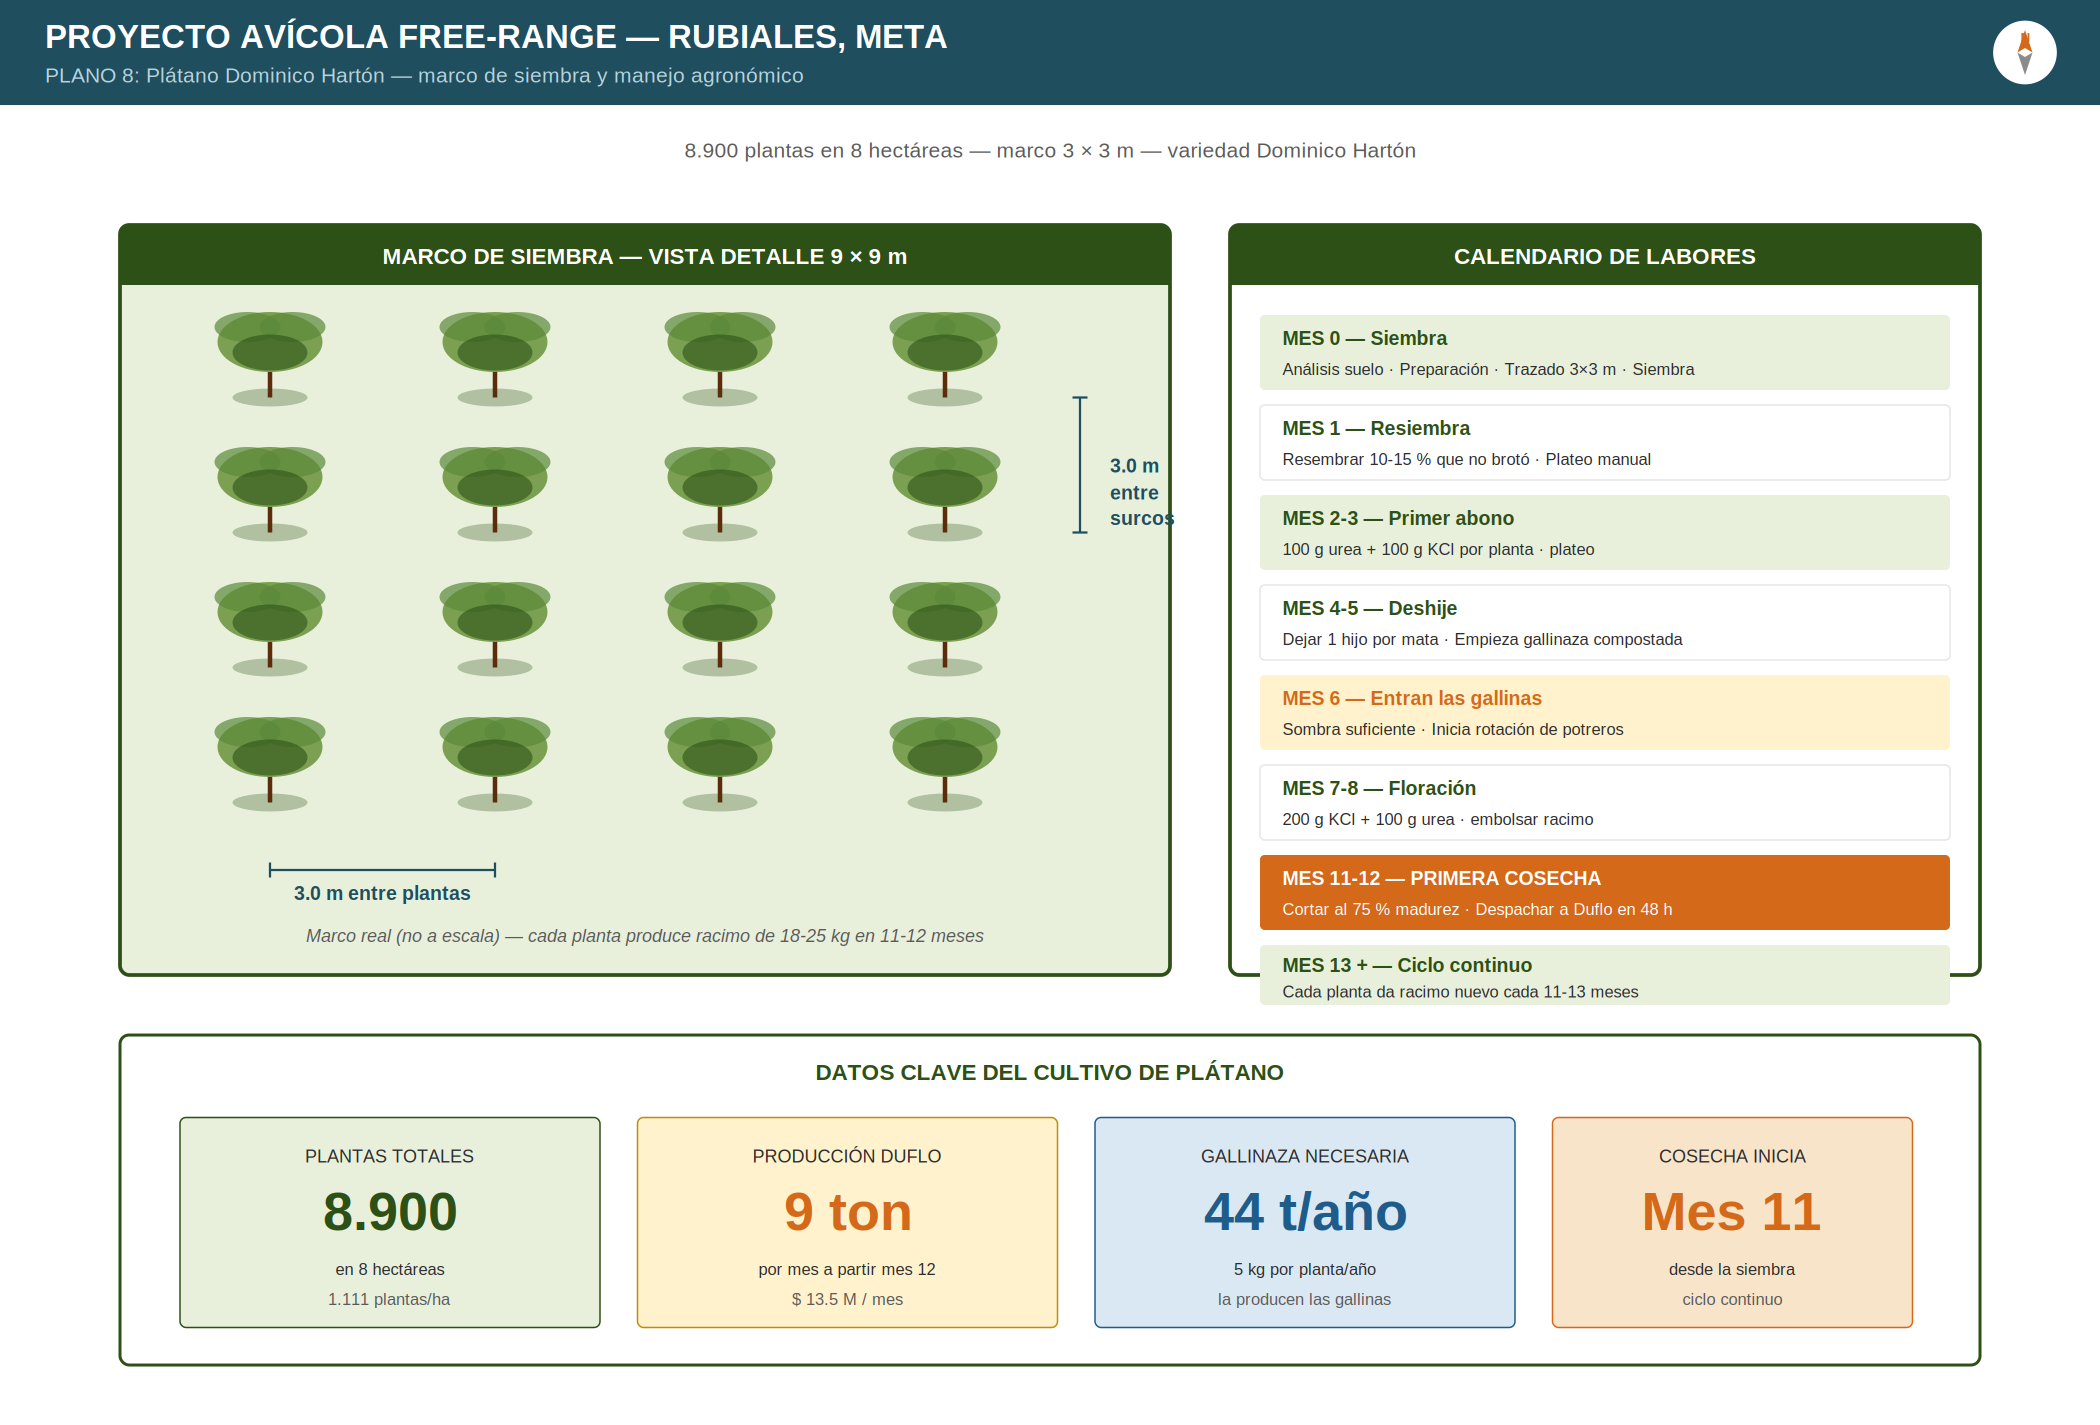 PROYECTO AVÍCOLA FREE-RANGE — RUBIALES, META
PLANO 8: Plátano Dominico Hartón — marco de siembra y manejo agronómico
8.900 plantas en 8 hectáreas — marco 3 × 3 m — variedad Dominico Hartón
MARCO DE SIEMBRA — VISTA DETALLE 9 × 9 m
3.0 m
entre
surcos
3.0 m entre plantas
Marco real (no a escala) — cada planta produce racimo de 18-25 kg en 11-12 meses
CALENDARIO DE LABORES
MES 0 — Siembra
Análisis suelo · Preparación · Trazado 3×3 m · Siembra
MES 1 — Resiembra
Resembrar 10-15 % que no brotó · Plateo manual
MES 2-3 — Primer abono
100 g urea + 100 g KCl por planta · plateo
MES 4-5 — Deshije
Dejar 1 hijo por mata · Empieza gallinaza compostada
MES 6 — Entran las gallinas
Sombra suficiente · Inicia rotación de potreros
MES 7-8 — Floración
200 g KCl + 100 g urea · embolsar racimo
MES 11-12 — PRIMERA COSECHA
Cortar al 75 % madurez · Despachar a Duflo en 48 h
MES 13 + — Ciclo continuo
Cada planta da racimo nuevo cada 11-13 meses
DATOS CLAVE DEL CULTIVO DE PLÁTANO
PLANTAS TOTALES
8.900
en 8 hectáreas
1.111 plantas/ha
PRODUCCIÓN DUFLO
9 ton
por mes a partir mes 12
$ 13.5 M / mes
GALLINAZA NECESARIA
44 t/año
5 kg por planta/año
la producen las gallinas
COSECHA INICIA
Mes 11
desde la siembra
ciclo continuo